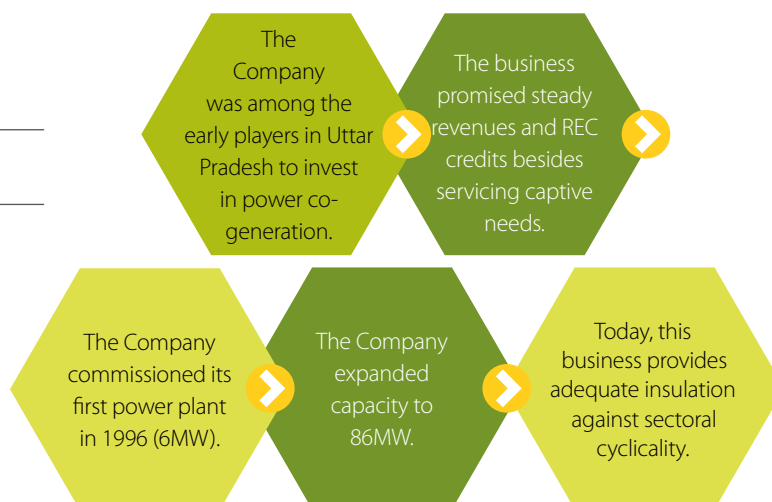 The
Company
was among the
early players in Uttar
Pradesh to invest
in power co-
generation.
The business
promised steady
revenues and REC
credits besides
servicing captive
needs.
The Company
commissioned its
first power plant
in 1996 (6MW).
The Company
expanded
capacity to
86MW.
Today, this
business provides
adequate insulation
against sectoral
cyclicality.